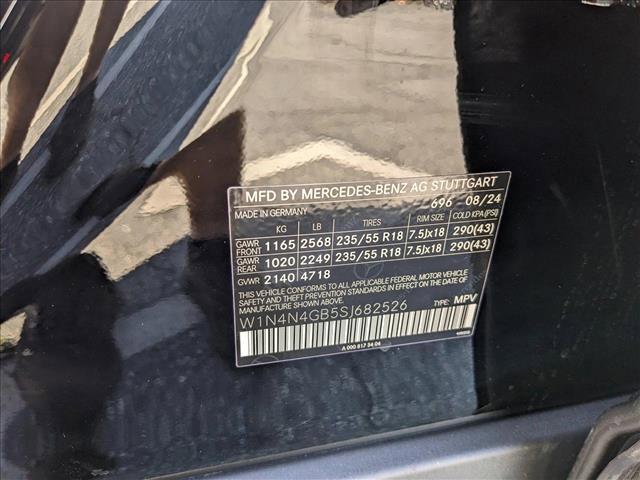 MFD BY MERCEDES-BENZ AG STUTTGART
MADE IN GERMANY 696 08/24
KG LB TIRES RIM SIZE COLD KPA(PSI)
GAWR FRONT 1165 2568 235/55 R18 7.5Jx18 290(43)
GAWR REAR 1020 2249 235/55 R18 7.5Jx18 290(43)
GVWR 2140 4718
THIS VEHICLE CONFORMS TO ALL APPLICABLE FEDERAL MOTOR VEHICLE
SAFETY AND THEFT PREVENTION STANDARDS IN EFFECT ON THE DATE OF
MANUFACTURE SHOWN ABOVE.
W1N4N4GB5SJ682526 TYPE: MPV
A 000 817 34 04